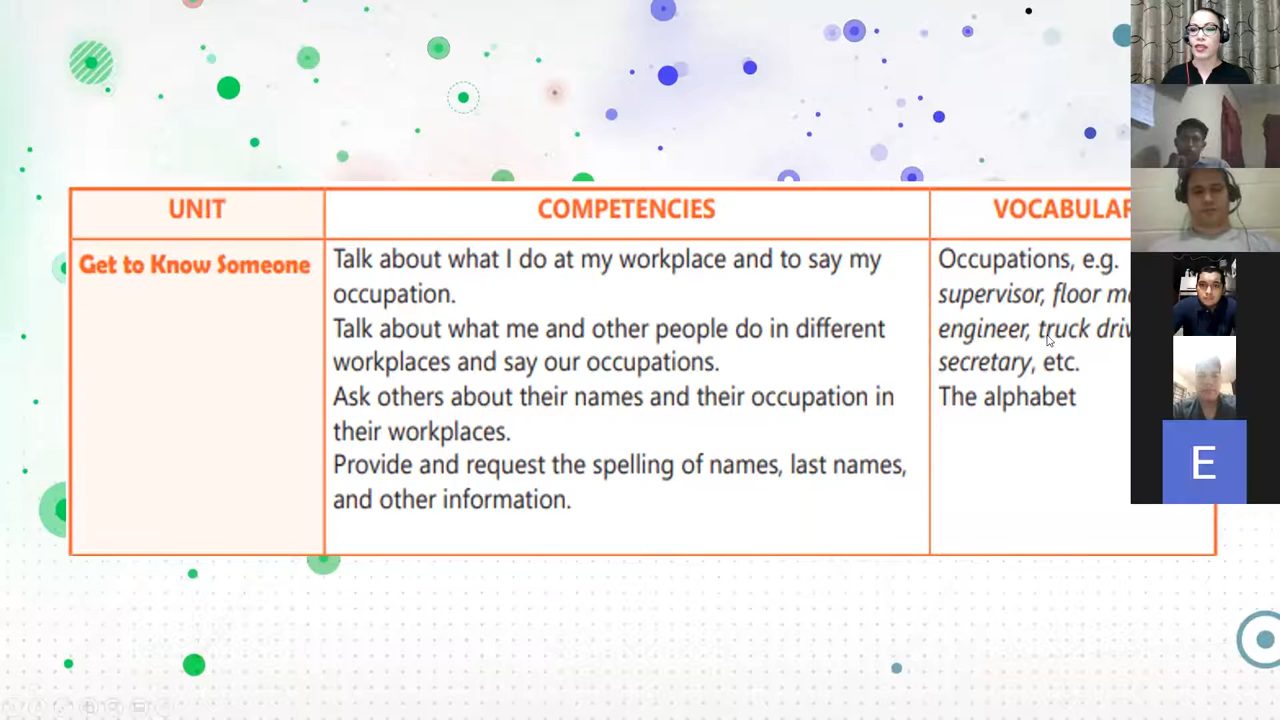 UNIT
COMPETENCIES
Get to Know Someone
Talk about what I do at my workplace and to say my
occupation.
Talk about what me and other people do in different
workplaces and say our occupations.
Ask others about their names and their occupation in
their workplaces.
Provide and request the spelling of names, last names,
and other information.
Occupations, e.g.
supervisor, floor
engineer, truck
secretary, etc.
The alphabet
E